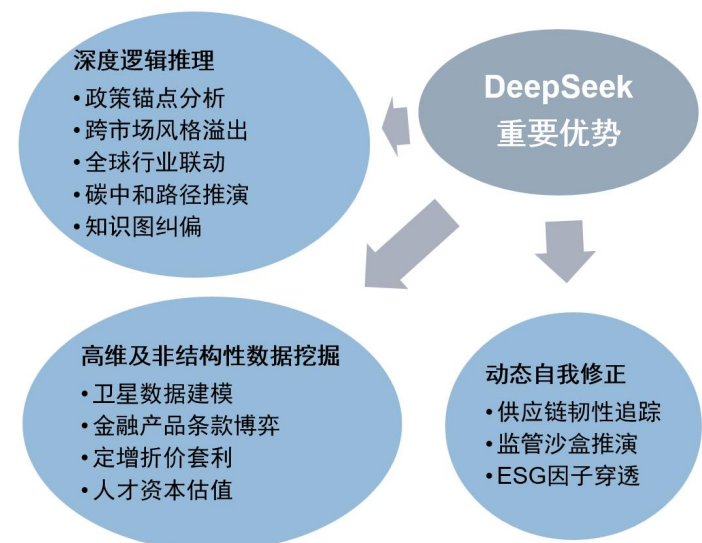 DeepSeek
重要优势
深度逻辑推理
•政策锚点分析
•跨市场风格溢出
•全球行业联动
•碳中和路径推演
•知识图纠偏
高维及非结构性数据挖掘
•卫星数据建模
•金融产品条款博弈
•定增折价套利
•人才资本估值
动态自我修正
•供应链韧性追踪
•监管沙盒推演
•ESG因子穿透